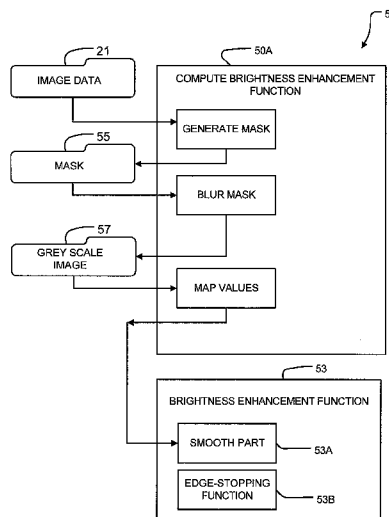 5
21
50A
IMAGE DATA
COMPUTE BRIGHTNESS ENHANCEMENT
FUNCTION
GENERATE MASK
55
MASK
BLUR MASK
57
GREY SCALE
IMAGE
MAP VALUES
53
BRIGHTNESS ENHANCEMENT FUNCTION
SMOOTH PART
53A
EDGE-STOPPING
FUNCTION
53B